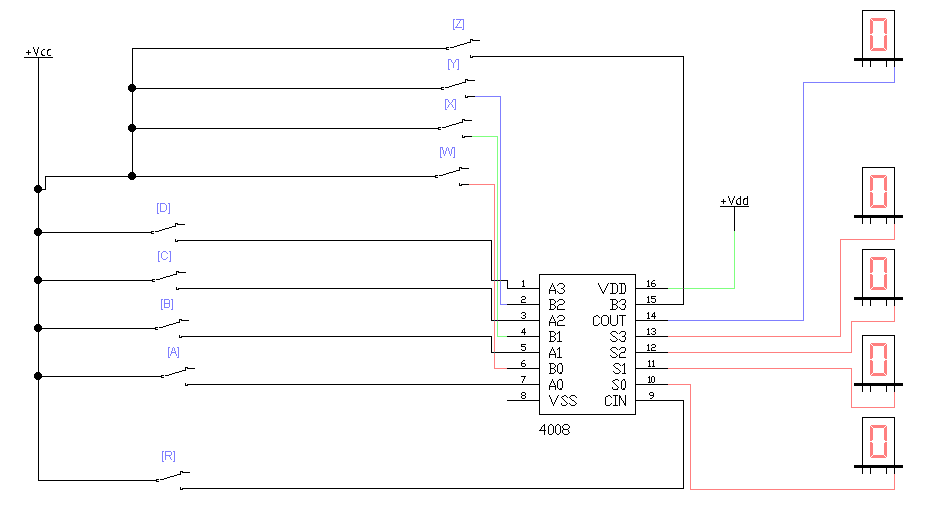 [Z]
+Vcc
[Y]
[X]
[W]
[D]
+Vdd
[C]
1 A3 VDD 16
2 B2 B3 15
[B]
3 A2 COUT 14
4 B1 S3 13
[A]
5 A1 S2 12
6 B0 S1 11
7 A0 S0 10
8 VSS CIN 9
4008
[R]
0
0
0
0
0